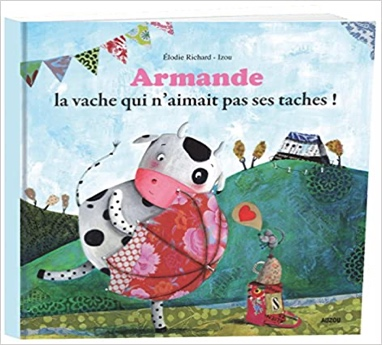 Élodie Richard - Izou
Armande
la vache qui n'aimait pas ses taches !
AUZOU